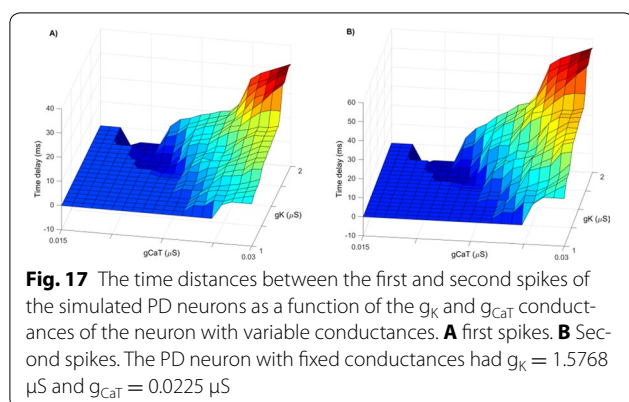 A)
B)
40
30
20
10
0
-10
Time delay (ms)
0.015
gCaT (μS)
0.03
1
2
gK (μS)
60
50
40
30
20
10
0
-10
Time delay (ms)
0.015
gCaT (μS)
0.03
1
2
gK (μS)
Fig. 17 The time distances between the first and second spikes of
the simulated PD neurons as a function of the gK and gCaT conduct-
ances of the neuron with variable conductances. A first spikes. B Sec-
ond spikes. The PD neuron with fixed conductances had gK = 1.5768
μS and gCaT = 0.0225 μS